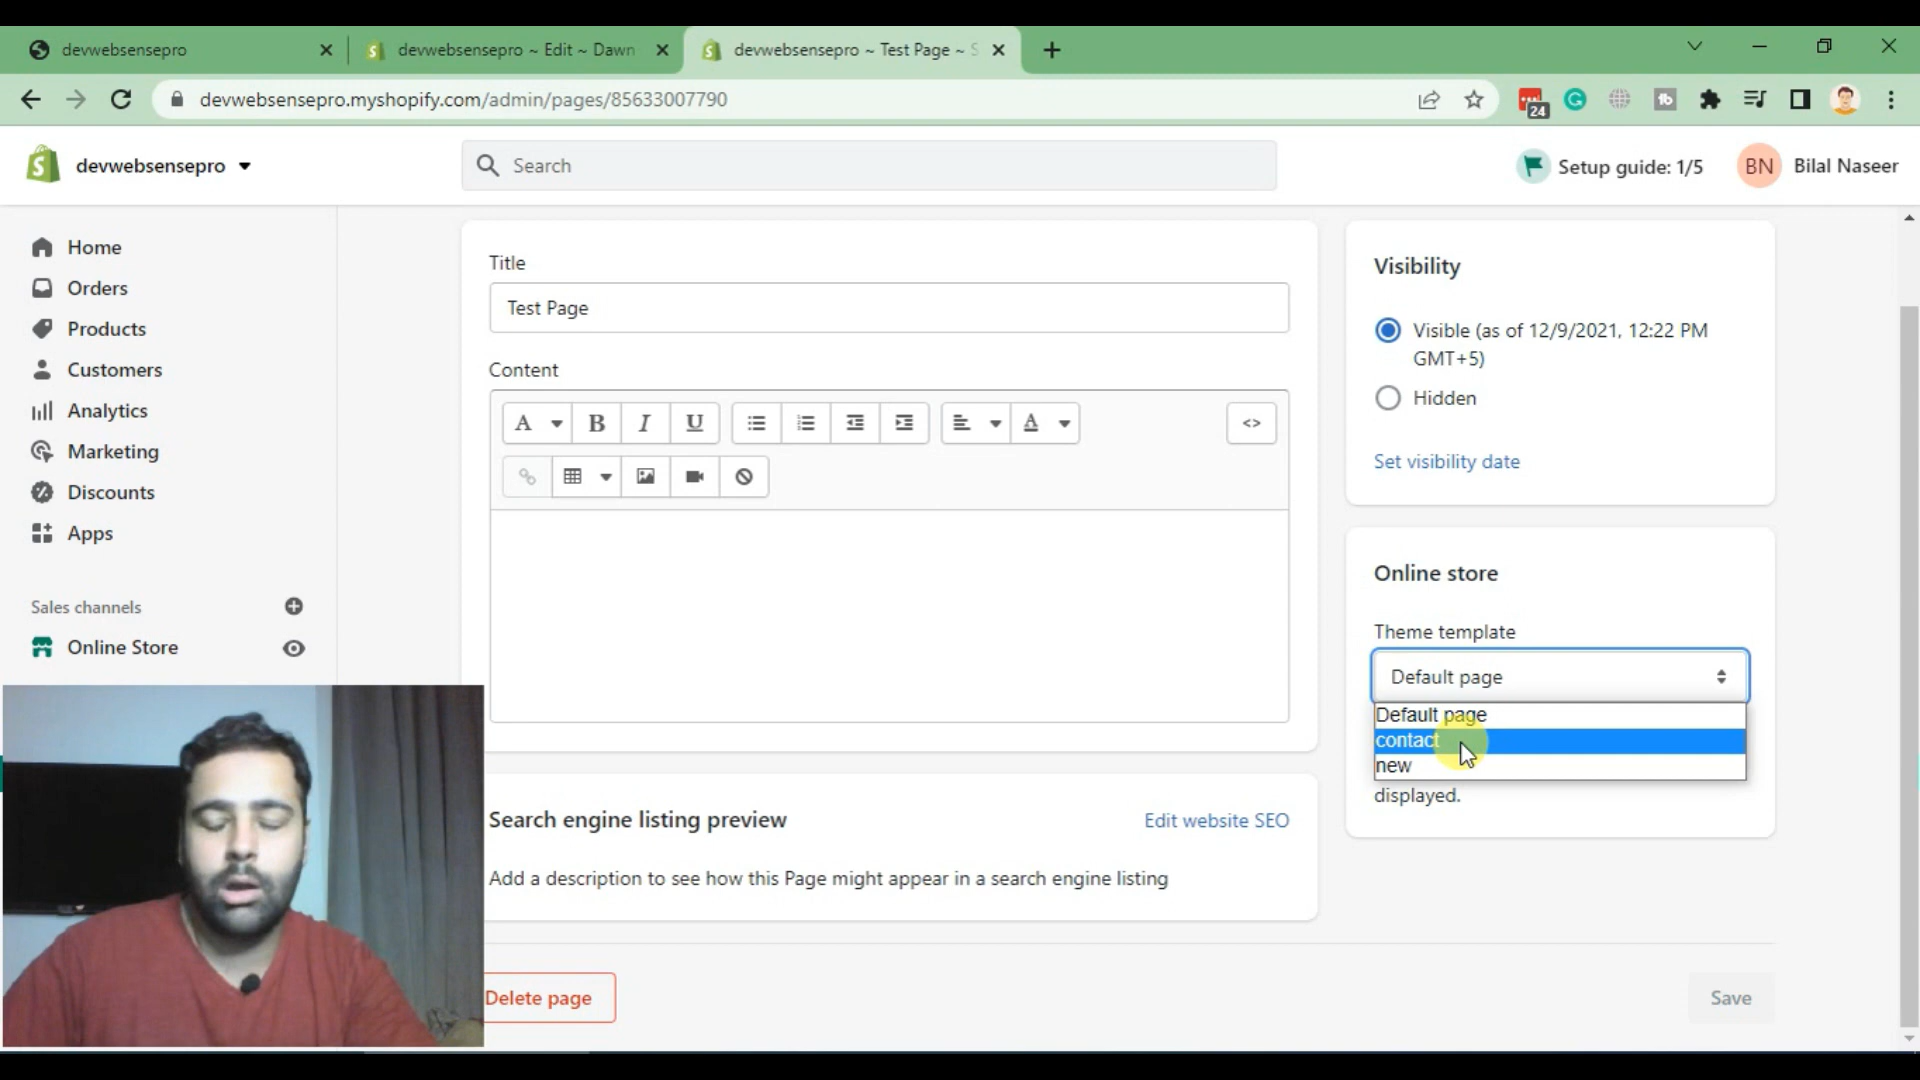 devwebsensepro
devwebsensepro ~ Edit ~ Dawn
devwebsensepro ~ Test Page ~ S
devwebsensepro.myshopify.com/admin/pages/85633007790
24
devwebsensepro
Search
Setup guide: 1/5
BN
Bilal Naseer
Home
Orders
Products
Customers
Analytics
Marketing
Discounts
Apps
Sales channels
Online Store
Title
Test Page
Content
A
B
I
U
A
<>
Visibility
Visible (as of 12/9/2021, 12:22 PM
GMT+5)
Hidden
Set visibility date
Online store
Theme template
Default page
Default page
contact
new
displayed.
Search engine listing preview
Edit website SEO
Add a description to see how this Page might appear in a search engine listing
Delete page
Save